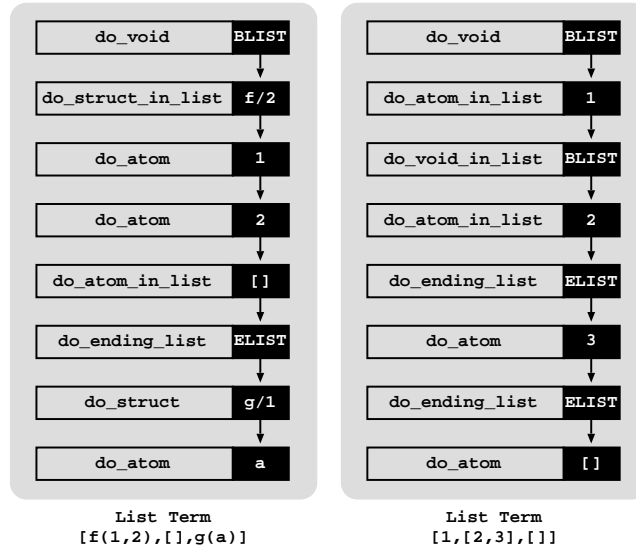 do_void BLIST
do_struct_in_list f/2
do_atom 1
do_atom 2
do_atom_in_list []
do_ending_list ELIST
do_struct g/1
do_atom a
List Term
[f(1,2),[],g(a)]
do_void BLIST
do_atom_in_list 1
do_void_in_list BLIST
do_atom_in_list 2
do_ending_list ELIST
do_atom 3
do_ending_list ELIST
do_atom []
List Term
[1,[2,3],[]]